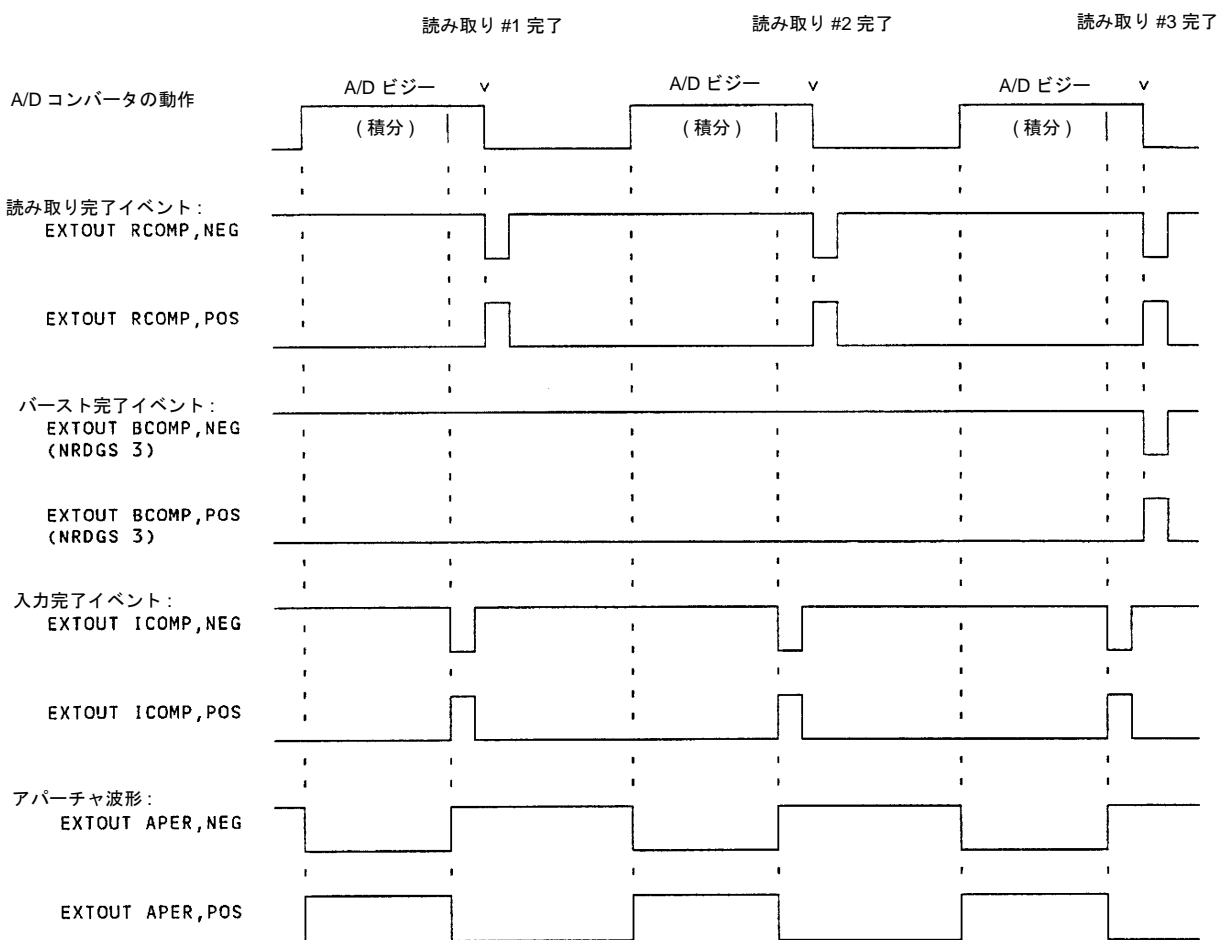 読み取り #1 完了
読み取り #2 完了
読み取り #3 完了
A/D コンバータの動作
A/D ビジー
A/D ビジー
A/D ビジー
( 積分 )
( 積分 )
( 積分 )
読み取り完了イベント :
EXTOUT RCOMP,NEG
EXTOUT RCOMP,POS
バースト完了イベント :
EXTOUT BCOMP,NEG
(NRDGS 3)
EXTOUT BCOMP,POS
(NRDGS 3)
入力完了イベント :
EXTOUT ICOMP,NEG
EXTOUT ICOMP,POS
アパーチャ波形 :
EXTOUT APER,NEG
EXTOUT APER,POS